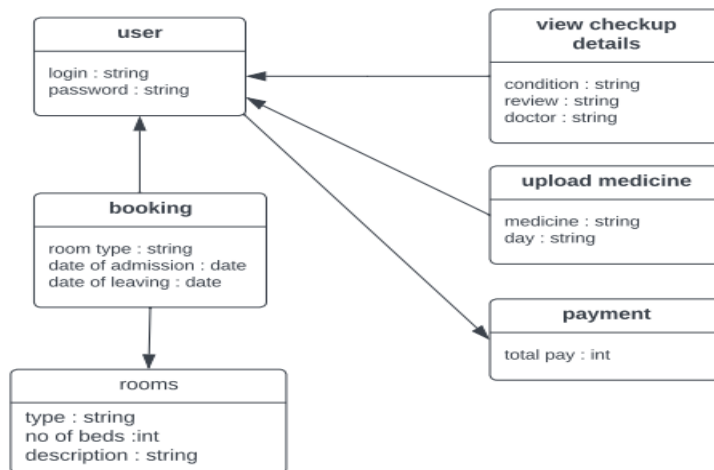 user
login : string
password : string
view checkup
details
condition : string
review : string
doctor : string
booking
room type : string
date of admission : date
date of leaving : date
upload medicine
medicine : string
day : string
payment
total pay : int
rooms
type : string
no of beds :int
description : string